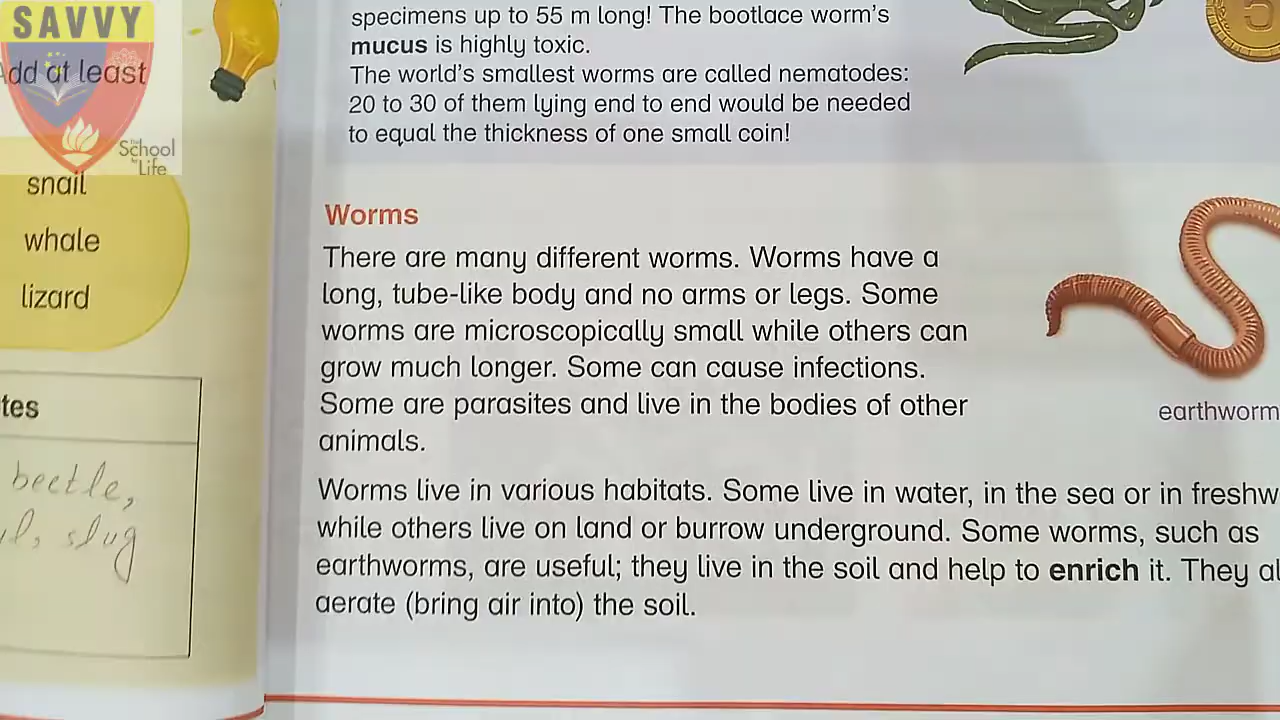 SAVVY
The School for Life
dd at least
snail
whale
lizard
tes
beetle,
slug
specimens up to 55 m long! The bootlace worm's
mucus is highly toxic.
The world's smallest worms are called nematodes:
20 to 30 of them lying end to end would be needed
to equal the thickness of one small coin!
5
Worms
There are many different worms. Worms have a
long, tube-like body and no arms or legs. Some
worms are microscopically small while others can
grow much longer. Some can cause infections.
Some are parasites and live in the bodies of other
animals.
earthworm
Worms live in various habitats. Some live in water, in the sea or in freshw
while others live on land or burrow underground. Some worms, such as
earthworms, are useful; they live in the soil and help to enrich it. They al
aerate (bring air into) the soil.